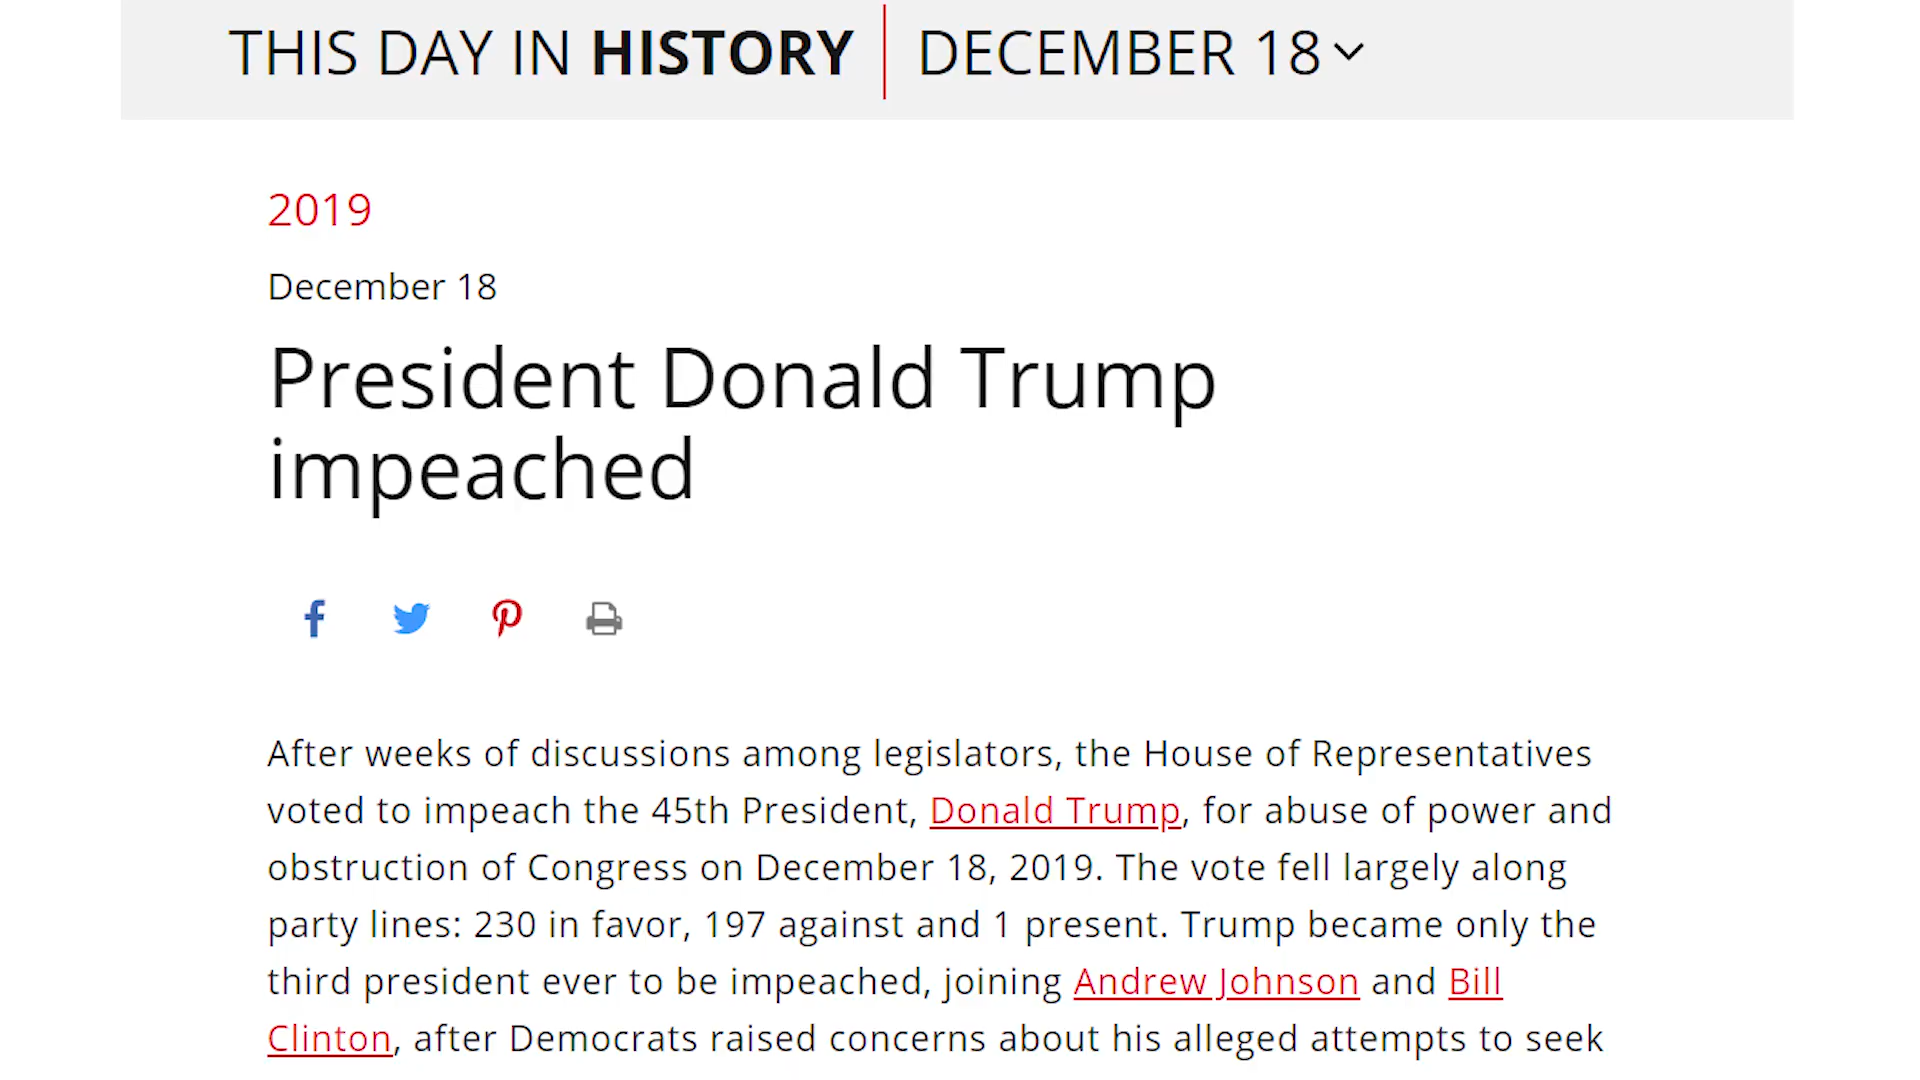 THIS DAY IN HISTORY DECEMBER 18
2019
December 18
President Donald Trump
impeached
After weeks of discussions among legislators, the House of Representatives
voted to impeach the 45th President, Donald Trump, for abuse of power and
obstruction of Congress on December 18, 2019. The vote fell largely along
party lines: 230 in favor, 197 against and 1 present. Trump became only the
third president ever to be impeached, joining Andrew Johnson and Bill
Clinton, after Democrats raised concerns about his alleged attempts to seek